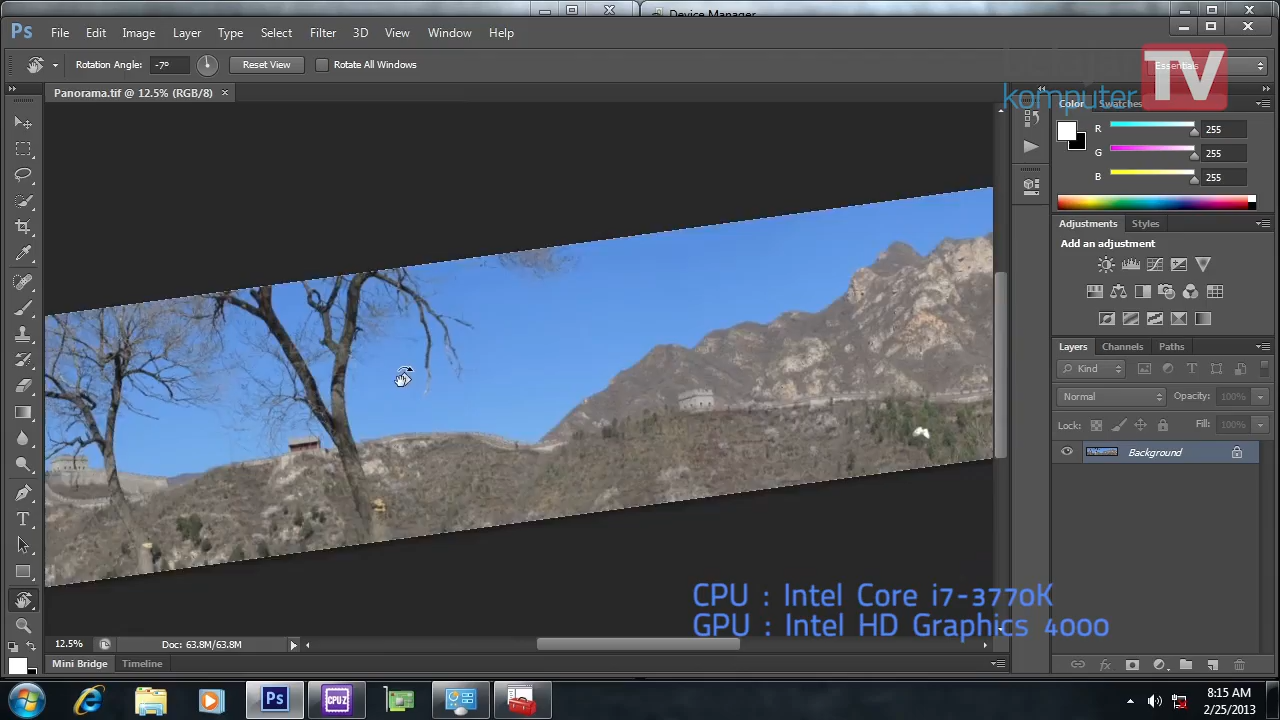 Device Manager
Ps File Edit Image Layer Type Select Filter 3D View Window Help
Rotation Angle: -7° Reset View Rotate All Windows
Essentials
komputer TV
Panorama.tif @ 12.5% (RGB/8) ×
Color Swatches
R 255
G 255
B 255
Adjustments Styles
Add an adjustment
Layers Channels Paths
Kind
Normal Opacity: 100%
Lock: Fill: 100%
Background
CPU : Intel Core i7-3770K
GPU : Intel HD Graphics 4000
12.5% Doc: 63.8M/63.8M
fx
Mini Bridge Timeline
Ps CPU-Z
8:15 AM
2/25/2013